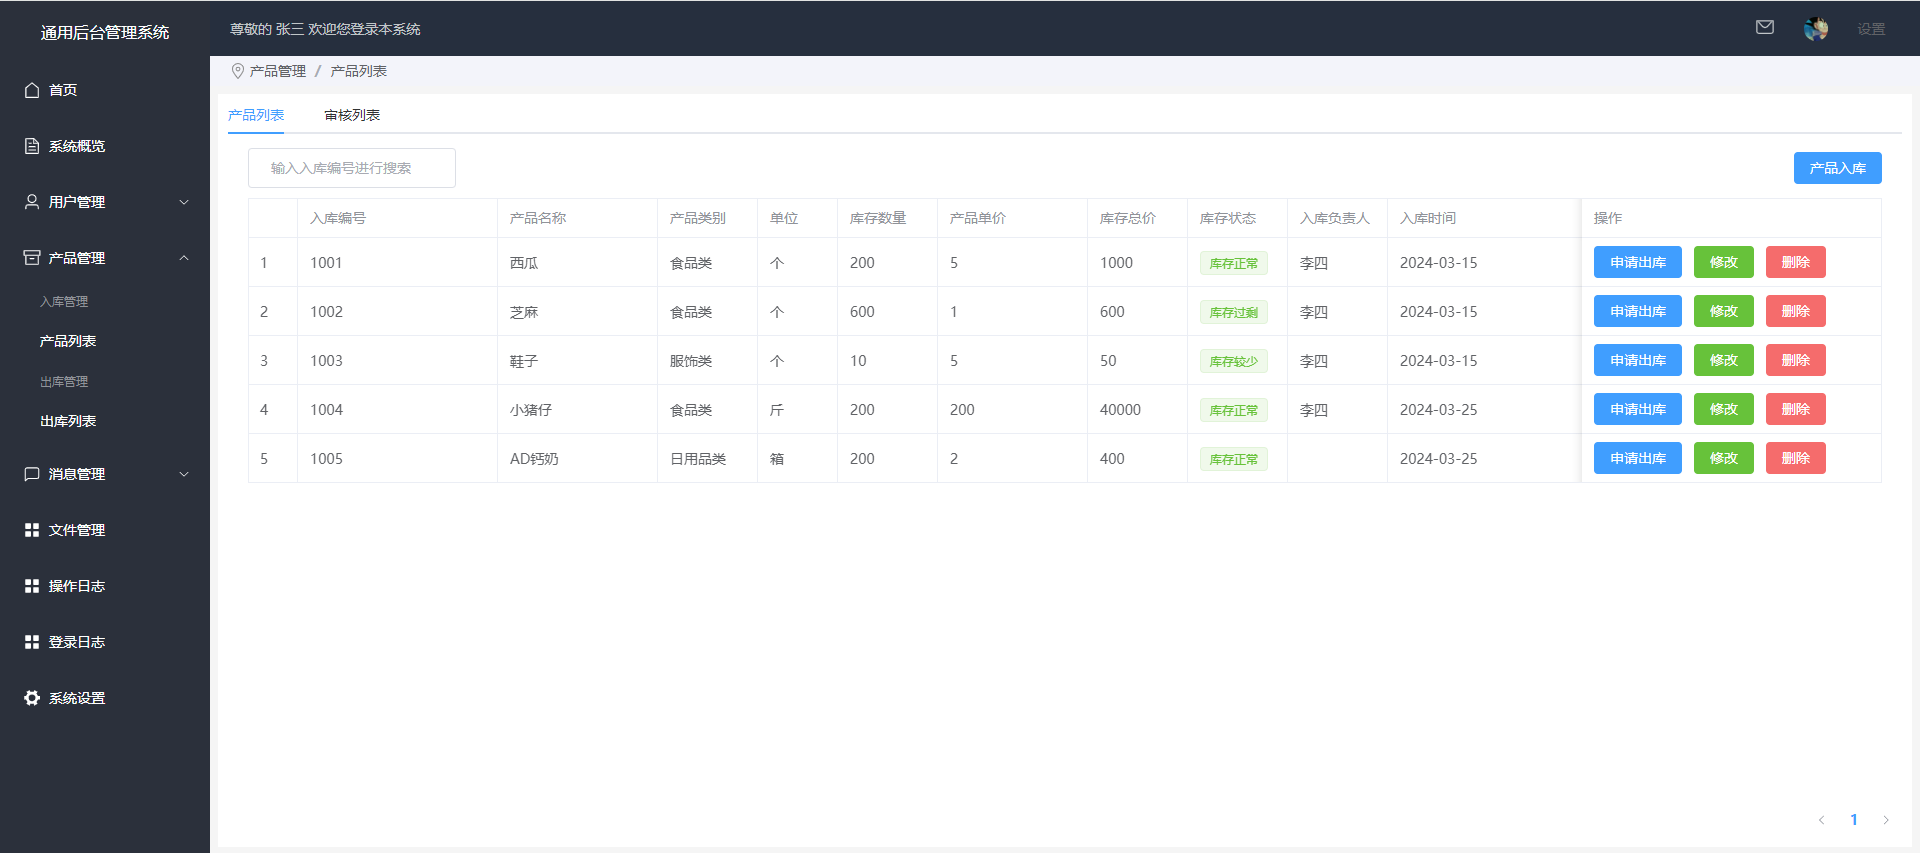 通用后台管理系统
首页
系统概览
用户管理
产品管理
入库管理
产品列表
出库管理
出库列表
消息管理
文件管理
操作日志
登录日志
系统设置
尊敬的 张三 欢迎您登录本系统
设置
产品管理 / 产品列表
产品列表 审核列表
输入入库编号进行搜索 产品入库
入库编号 产品名称 产品类别 单位 库存数量 产品单价 库存总价 库存状态 入库负责人 入库时间 操作
1 1001 西瓜 食品类 个 200 5 1000 库存正常 李四 2024-03-15 申请出库 修改 删除
2 1002 芝麻 食品类 个 600 1 600 库存过剩 李四 2024-03-15 申请出库 修改 删除
3 1003 鞋子 服饰类 个 10 5 50 库存较少 李四 2024-03-15 申请出库 修改 删除
4 1004 小猪仔 食品类 斤 200 200 40000 库存正常 李四 2024-03-25 申请出库 修改 删除
5 1005 AD钙奶 日用品类 箱 200 2 400 库存正常 2024-03-25 申请出库 修改 删除
1